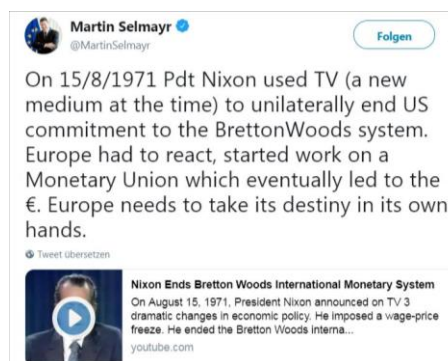 Martin Selmayr
@MartinSelmayr
Folgen
On 15/8/1971 Pdt Nixon used TV (a new
medium at the time) to unilaterally end US
commitment to the BrettonWoods system.
Europe had to react, started work on a
Monetary Union which eventually led to the
€. Europe needs to take its destiny in its own
hands.
Tweet übersetzen
Nixon Ends Bretton Woods International Monetary System
On August 15, 1971, President Nixon announced on TV 3
dramatic changes in economic policy. He imposed a wage-price
freeze. He ended the Bretton Woods interna...
youtube.com